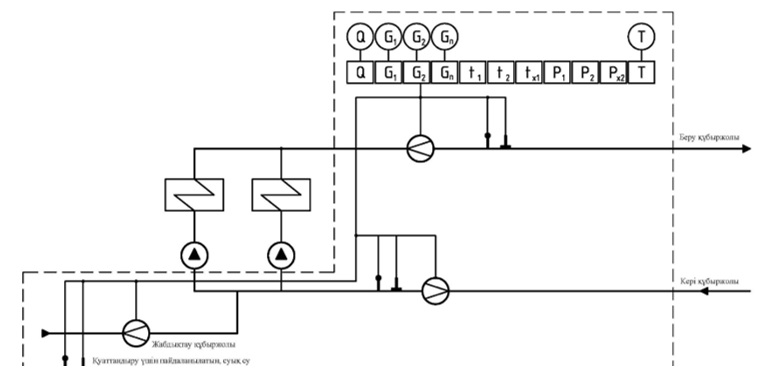 Q G₁ G₂ Gₙ T
Q G₁ G₂ Gₙ t₁ t₂ tₓ₁ P₁ P₂ Pₓ₂ T
Беру құбыржолы
Кері құбыржолы
Жабдықтау құбыржолы
Қуаттандыру үшін пайдаланылатын, суық су